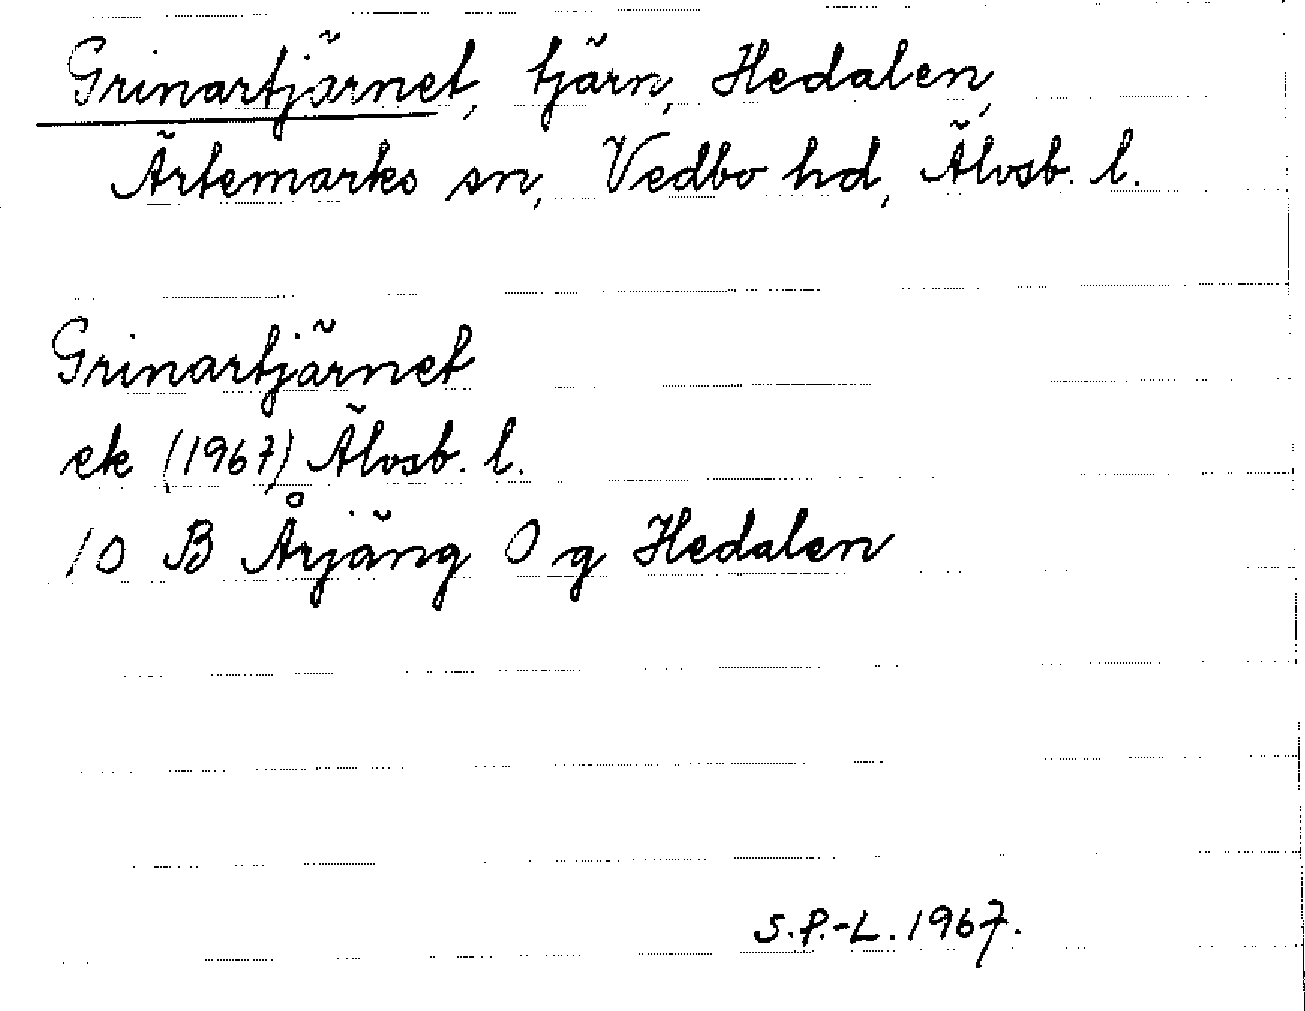 Grinartjärnet, tjärn, Hedalen,
Ärtemarks sn, Vedbo hd, Älvsb. l.
Grinartjärnet
ek (1967) Älvsb. l.
10 B Årjäng 0 g Hedalen
S.P.-L. 1967.